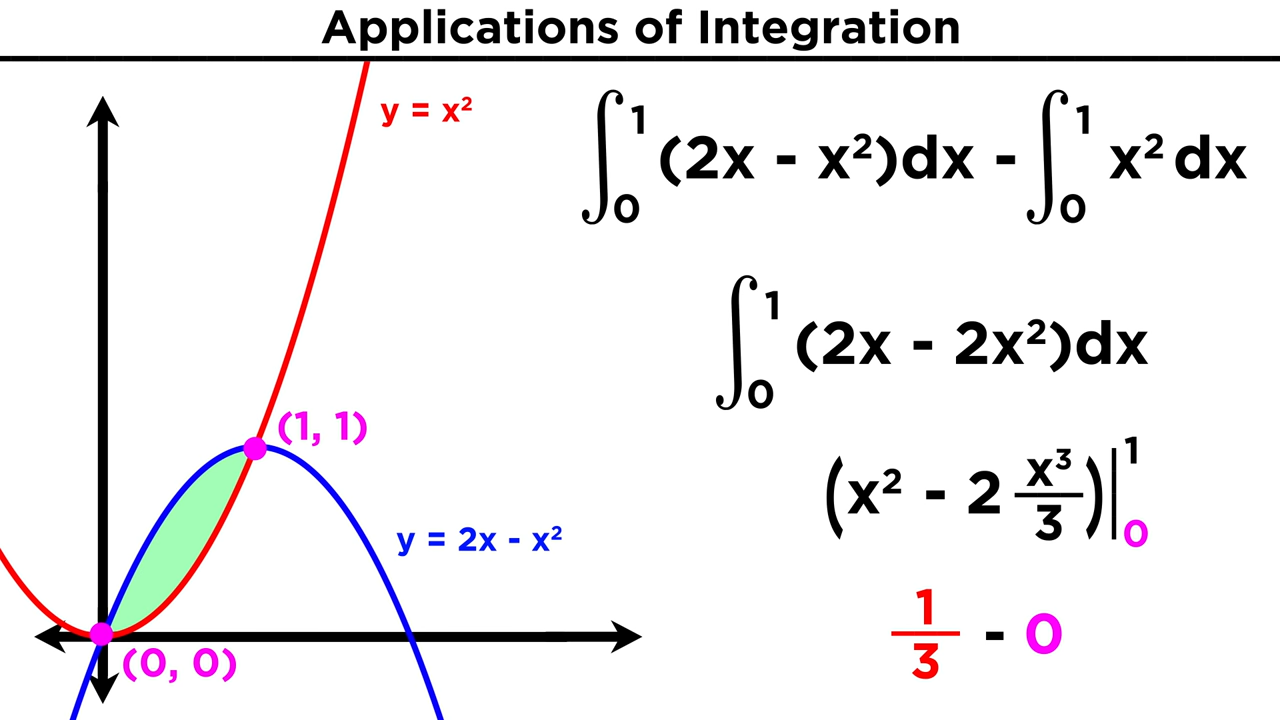 Applications of Integration
y = x²
∫₀¹ (2x - x²)dx - ∫₀¹ x² dx
∫₀¹ (2x - 2x²)dx
(1, 1)
(x² - 2 x³/3)|₀¹
y = 2x - x²
1/3 - 0
(0, 0)